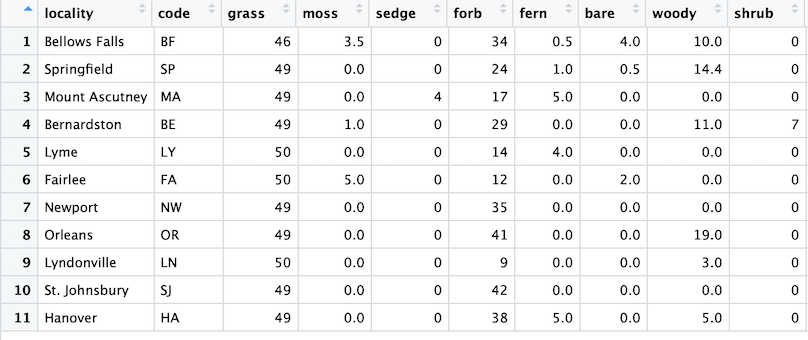 locality code grass moss sedge forb fern bare woody shrub
1 Bellows Falls BF 46 3.5 0 34 0.5 4.0 10.0 0
2 Springfield SP 49 0.0 0 24 1.0 0.5 14.4 0
3 Mount Ascutney MA 49 0.0 4 17 5.0 0.0 0.0 0
4 Bernardston BE 49 1.0 0 29 0.0 0.0 11.0 7
5 Lyme LY 50 0.0 0 14 4.0 0.0 0.0 0
6 Fairlee FA 50 5.0 0 12 0.0 2.0 0.0 0
7 Newport NW 49 0.0 0 35 0.0 0.0 0.0 0
8 Orleans OR 49 0.0 0 41 0.0 0.0 19.0 0
9 Lyndonville LN 50 0.0 0 9 0.0 0.0 3.0 0
10 St. Johnsbury SJ 49 0.0 0 42 0.0 0.0 0.0 0
11 Hanover HA 49 0.0 0 38 5.0 0.0 5.0 0